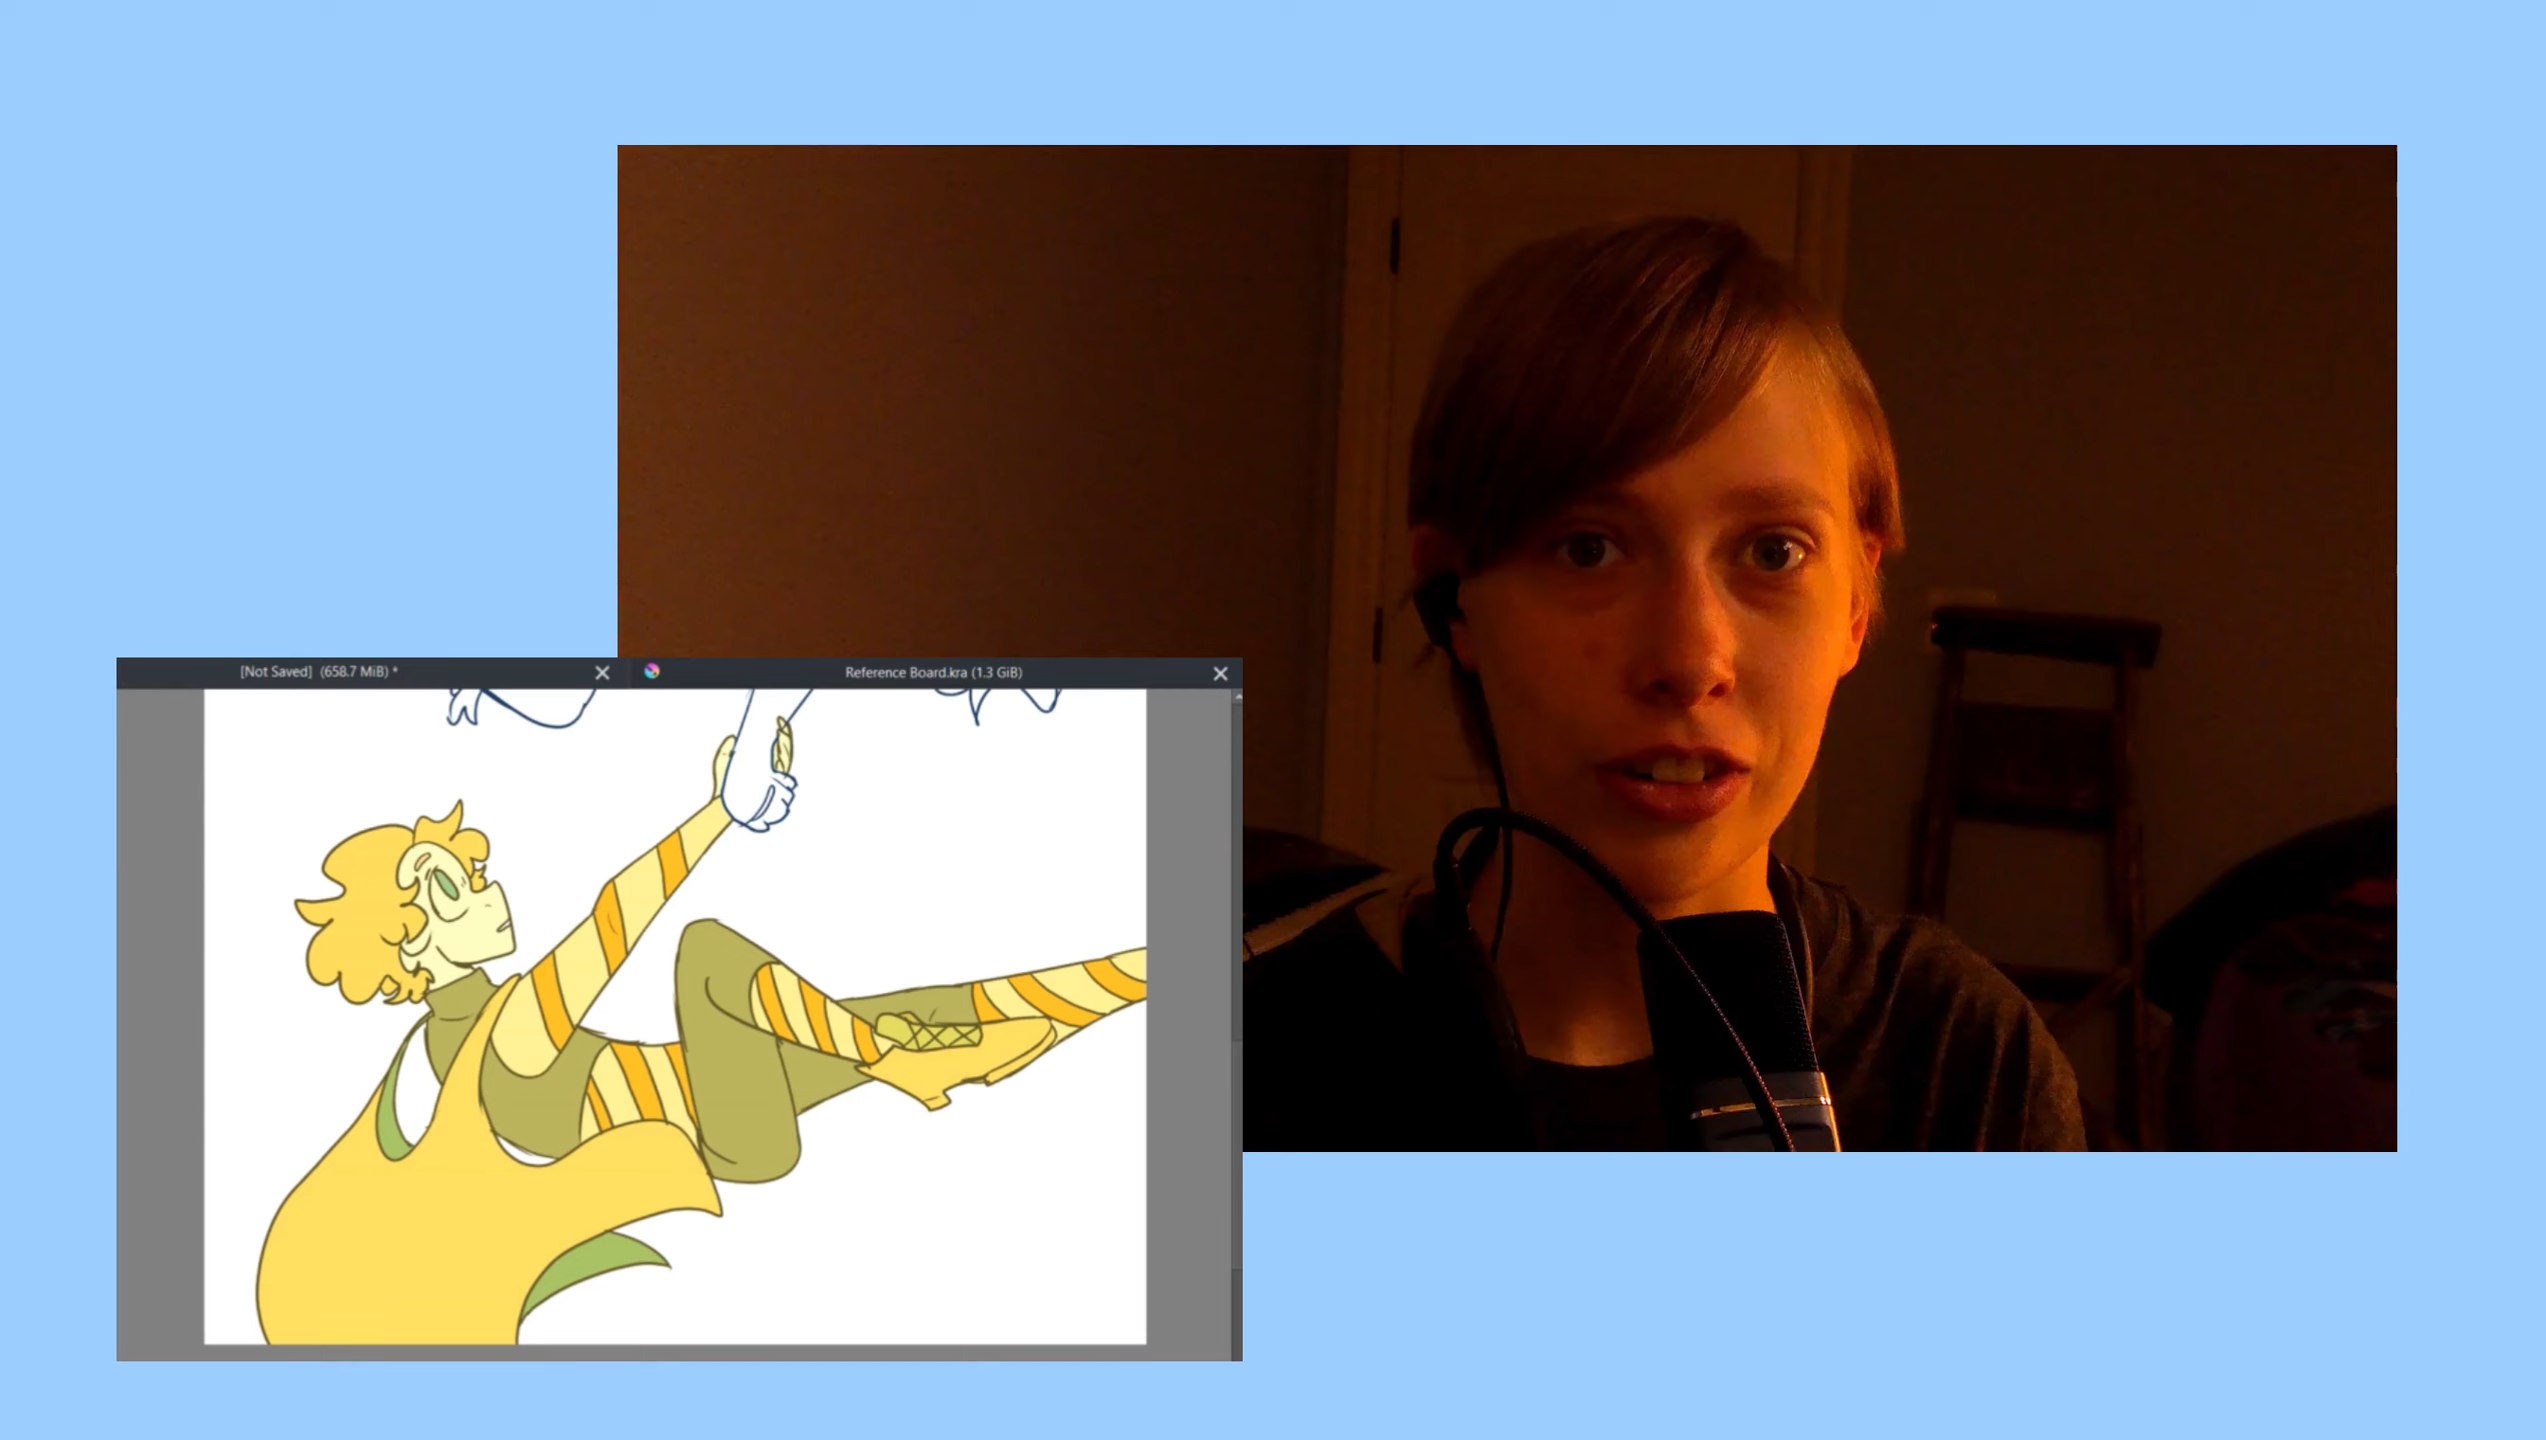 [Not Saved]  (658.7 MiB) *
Reference Board.kra (1.3 GiB)